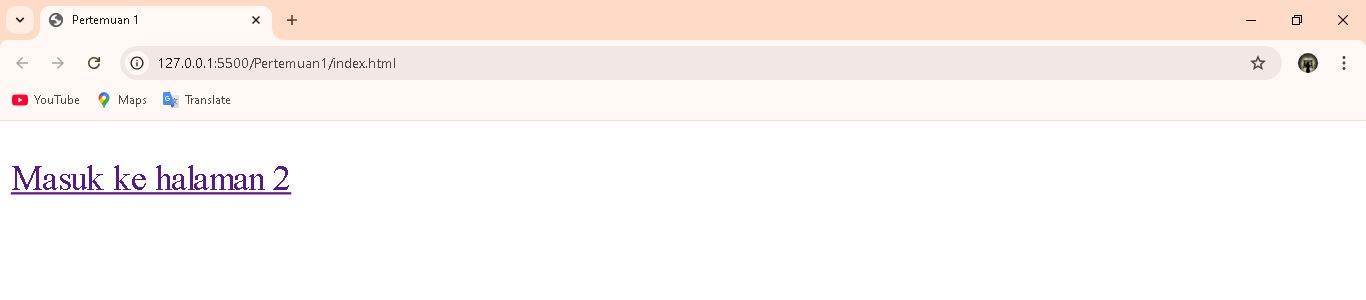 Pertemuan 1
127.0.0.1:5500/Pertemuan1/index.html
YouTube Maps Translate
Masuk ke halaman 2